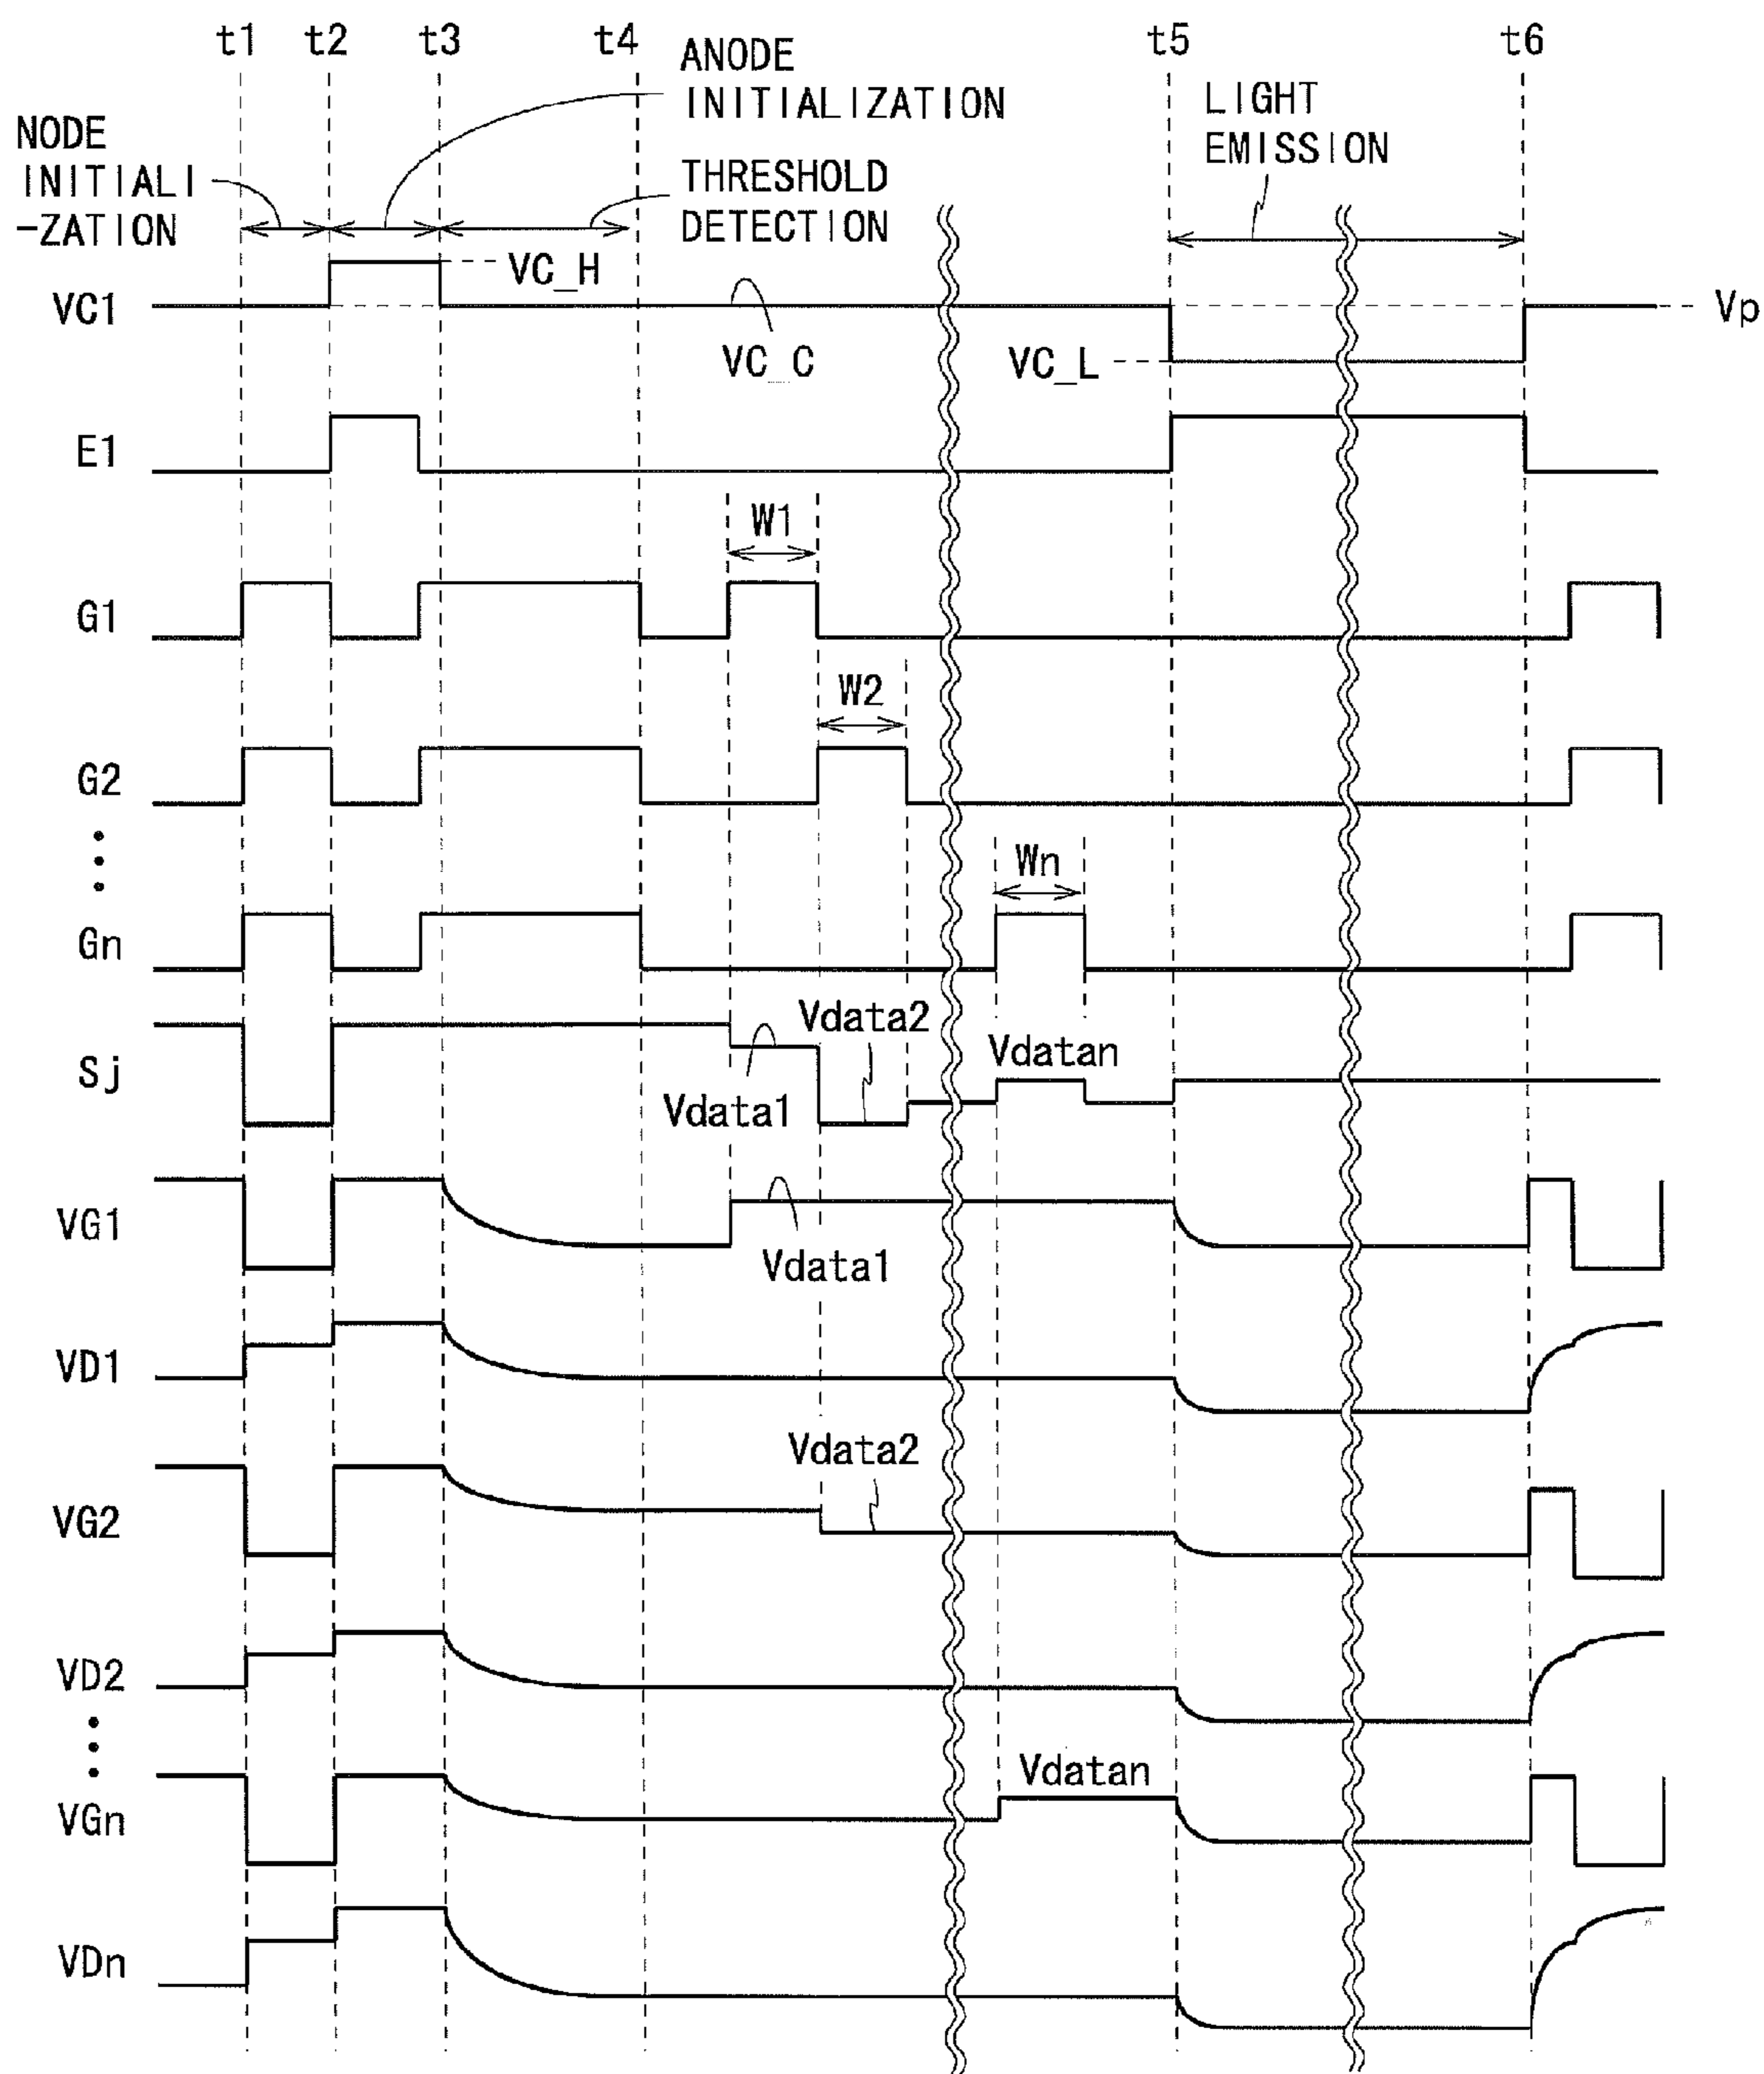 t1 t2 t3 t4 t5 t6
NODE
INITIALI
-ZATION
ANODE
INITIALIZATION
THRESHOLD
DETECTION
LIGHT
EMISSION
VC1
VC_H
VC_C
VC_L
Vp
E1
W1
G1
W2
G2
Wn
Gn
Sj
Vdata1
Vdata2
Vdatan
VG1
Vdata1
VD1
Vdata2
VG2
VD2
Vdatan
VGn
VDn